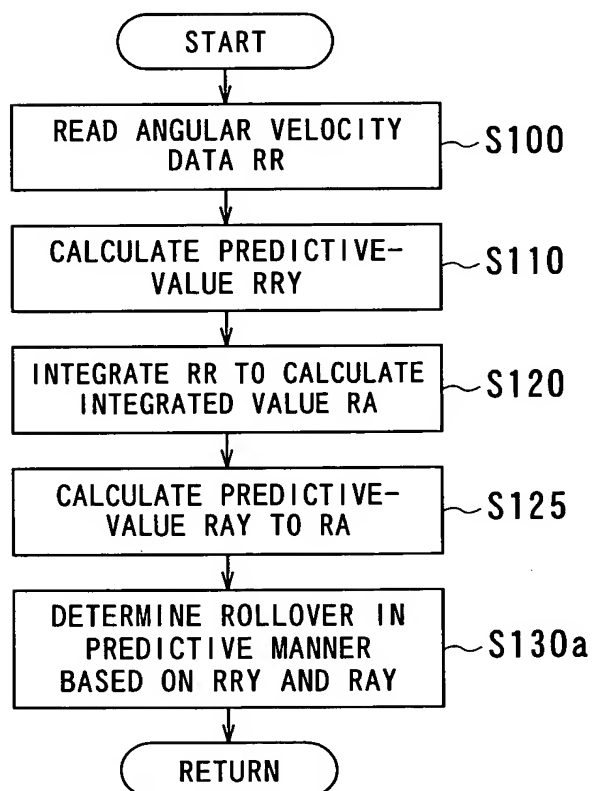 START
READ ANGULAR VELOCITY
DATA RR
S100
CALCULATE PREDICTIVE-
VALUE RRY
S110
INTEGRATE RR TO CALCULATE
INTEGRATED VALUE RA
S120
CALCULATE PREDICTIVE-
VALUE RAY TO RA
S125
DETERMINE ROLLOVER IN
PREDICTIVE MANNER
BASED ON RRY AND RAY
S130a
RETURN